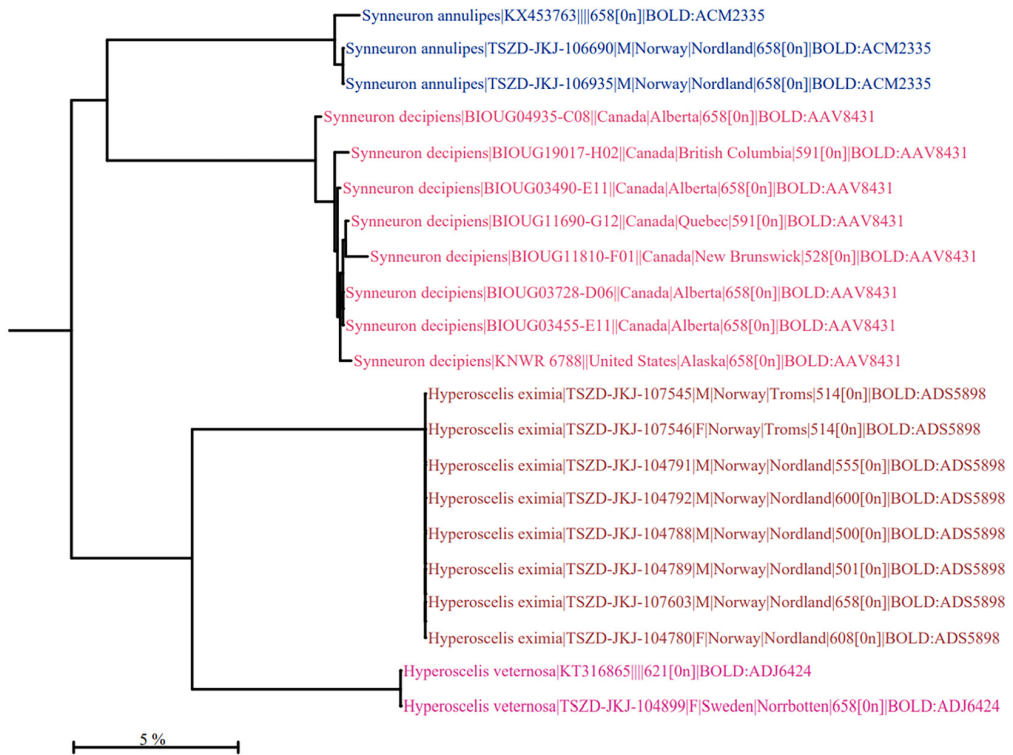 Synneuron annulipes|KX453763||||658[0n]|BOLD:ACM2335
Synneuron annulipes|TSZD-JKJ-106690|M|Norway|Nordland|658[0n]|BOLD:ACM2335
Synneuron annulipes|TSZD-JKJ-106935|M|Norway|Nordland|658[0n]|BOLD:ACM2335
Synneuron decipiens|BIOUG04935-C08||Canada|Alberta|658[0n]|BOLD:AAV8431
Synneuron decipiens|BIOUG19017-H02||Canada|British Columbia|591[0n]|BOLD:AAV8431
Synneuron decipiens|BIOUG03490-E11||Canada|Alberta|658[0n]|BOLD:AAV8431
Synneuron decipiens|BIOUG11690-G12||Canada|Quebec|591[0n]|BOLD:AAV8431
Synneuron decipiens|BIOUG11810-F01||Canada|New Brunswick|528[0n]|BOLD:AAV8431
Synneuron decipiens|BIOUG03728-D06||Canada|Alberta|658[0n]|BOLD:AAV8431
Synneuron decipiens|BIOUG03455-E11||Canada|Alberta|658[0n]|BOLD:AAV8431
Synneuron decipiens|KNWR 6788||United States|Alaska|658[0n]|BOLD:AAV8431
Hyperoscelis eximia|TSZD-JKJ-107545|M|Norway|Troms|514[0n]|BOLD:ADS5898
Hyperoscelis eximia|TSZD-JKJ-107546|F|Norway|Troms|514[0n]|BOLD:ADS5898
Hyperoscelis eximia|TSZD-JKJ-104791|M|Norway|Nordland|555[0n]|BOLD:ADS5898
Hyperoscelis eximia|TSZD-JKJ-104792|M|Norway|Nordland|600[0n]|BOLD:ADS5898
Hyperoscelis eximia|TSZD-JKJ-104788|M|Norway|Nordland|500[0n]|BOLD:ADS5898
Hyperoscelis eximia|TSZD-JKJ-104789|M|Norway|Nordland|501[0n]|BOLD:ADS5898
Hyperoscelis eximia|TSZD-JKJ-107603|M|Norway|Nordland|658[0n]|BOLD:ADS5898
Hyperoscelis eximia|TSZD-JKJ-104780|F|Norway|Nordland|608[0n]|BOLD:ADS5898
Hyperoscelis veternosa|KT316865||||621[0n]|BOLD:ADJ6424
Hyperoscelis veternosa|TSZD-JKJ-104899|F|Sweden|Norrbotten|658[0n]|BOLD:ADJ6424
5 %